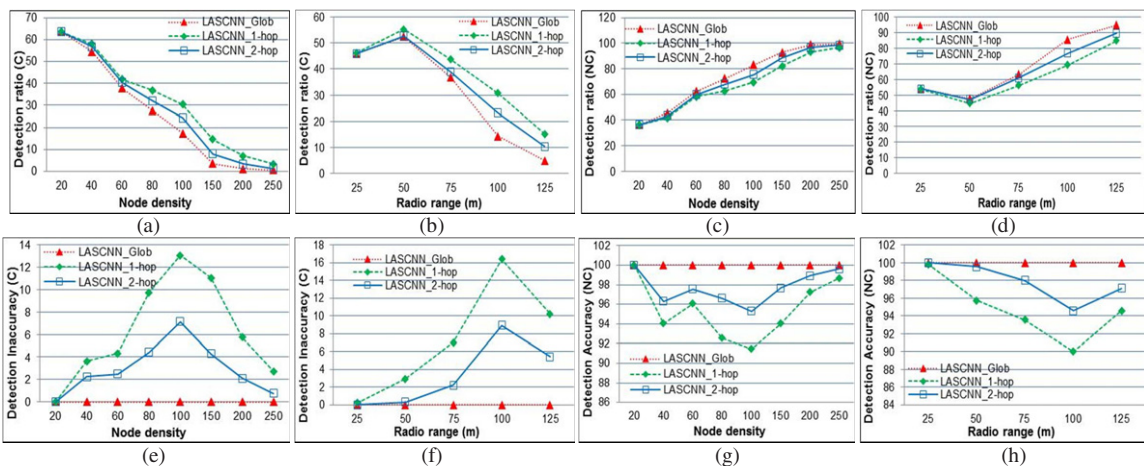 Detection ratio (C)
70
60
50
40
30
20
10
0
LASCNN_Glob
LASCNN_1-hop
LASCNN_2-hop
20 40 60 80 100 150 200 250
Node density
(a)
Detection ratio (C)
60
50
40
30
20
10
0
LASCNN_Glob
LASCNN_1-hop
LASCNN_2-hop
25 50 75 100 125
Radio range (m)
(b)
Detection ratio (NC)
120
100
80
60
40
20
0
LASCNN_Glob
LASCNN_1-hop
LASCNN_2-hop
20 40 60 80 100 150 200 250
Node density
(c)
Detection ratio (NC)
100
90
80
70
60
50
40
30
20
10
0
LASCNN_Glob
LASCNN_1-hop
LASCNN_2-hop
25 50 75 100 125
Radio range (m)
(d)
Detection Inaccuracy (C)
14
12
10
8
6
4
2
0
LASCNN_Glob
LASCNN_1-hop
LASCNN_2-hop
20 40 60 80 100 150 200 250
Node density
(e)
Detection Inaccuracy (C)
18
16
14
12
10
8
6
4
2
0
LASCNN_Glob
LASCNN_1-hop
LASCNN_2-hop
25 50 75 100 125
Radio range (m)
(f)
Detection Accuracy (NC)
102
100
98
96
94
92
90
88
86
LASCNN_Glob
LASCNN_1-hop
LASCNN_2-hop
20 40 60 80 100 150 200 250
Node density
(g)
Detection Accuracy (NC)
102
100
98
96
94
92
90
88
86
84
LASCNN_Glob
LASCNN_1-hop
LASCNN_2-hop
25 50 75 100 125
Radio range (m)
(h)